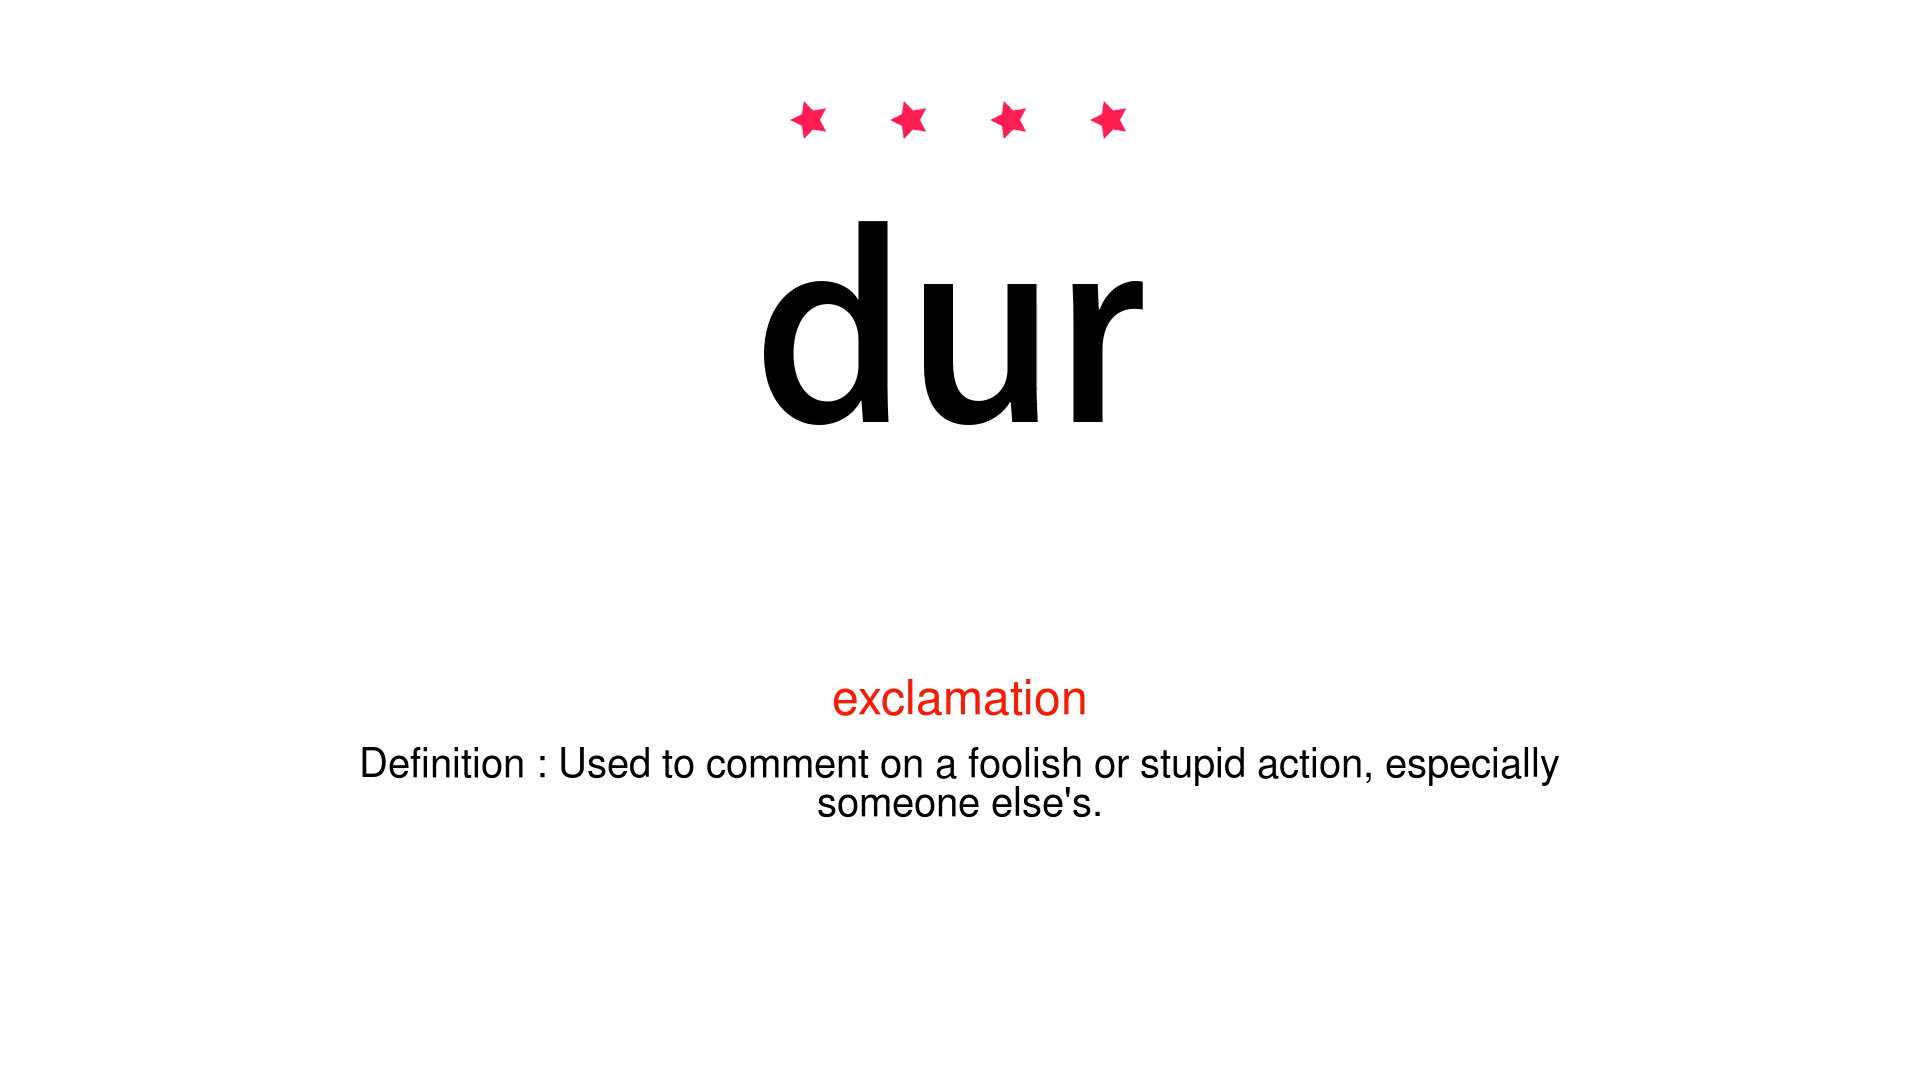 dur
exclamation
Definition : Used to comment on a foolish or stupid action, especially
someone else's.